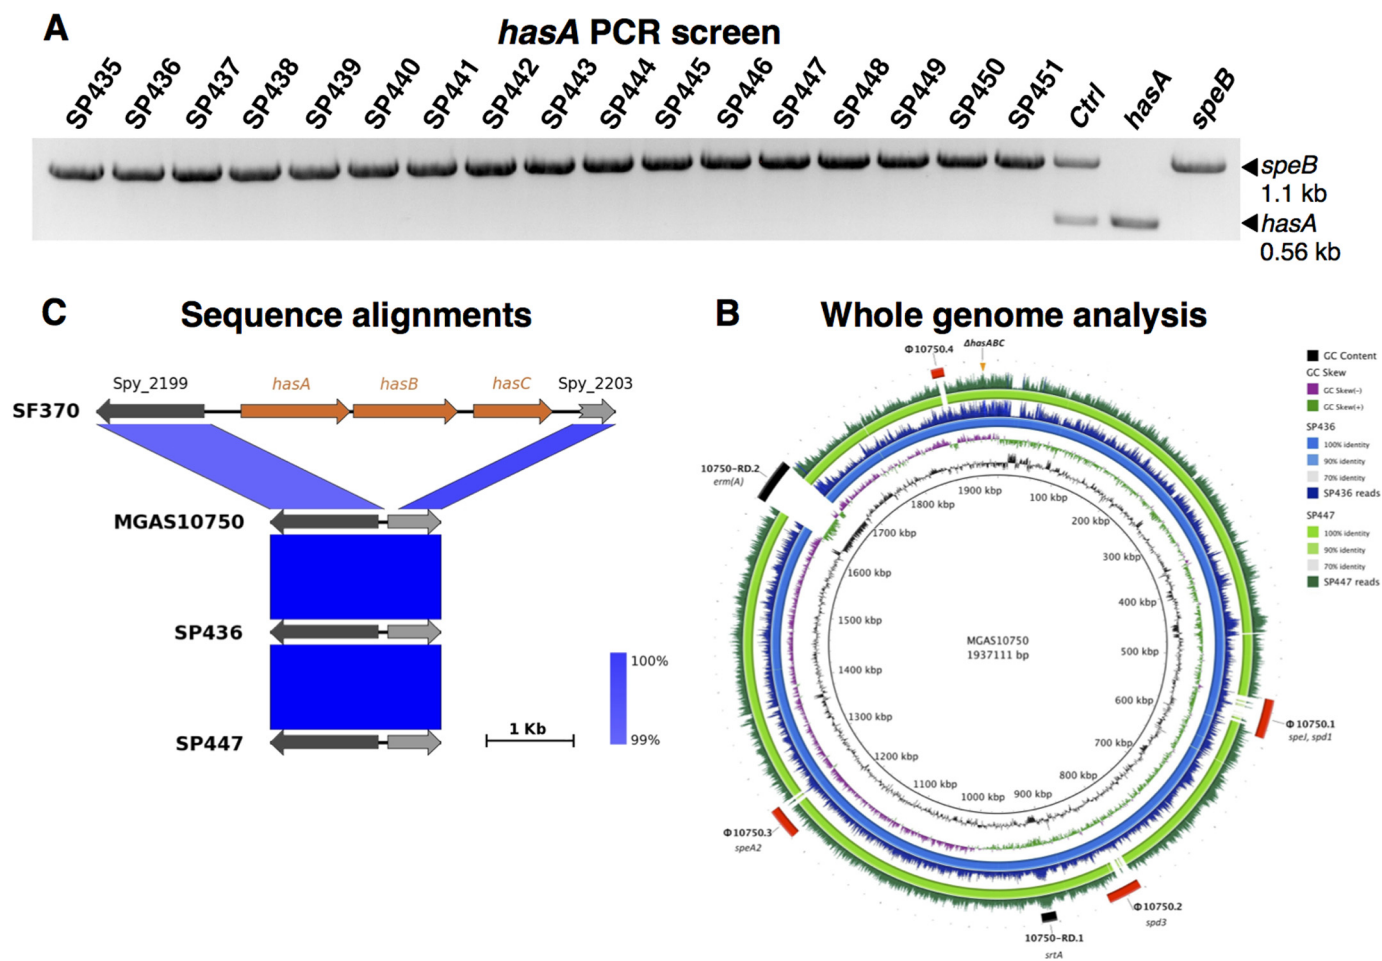 A
hasA PCR screen
SP435
SP436
SP437
SP438
SP439
SP440
SP441
SP442
SP443
SP444
SP445
SP446
SP447
SP448
SP449
SP450
SP451
Ctrl
hasA
speB
speB
1.1 kb
hasA
0.56 kb
C
Sequence alignments
Spy_2199
hasA
hasB
hasC
Spy_2203
SF370
MGAS10750
SP436
SP447
100%
99%
1 Kb
B
Whole genome analysis
Φ10750.4
ΔhasABC
10750-RD.2
erm(A)
1900 kbp
100 kbp
1800 kbp
200 kbp
1700 kbp
300 kbp
1600 kbp
400 kbp
1500 kbp
500 kbp
MGAS10750
1937111 bp
1400 kbp
600 kbp
1300 kbp
700 kbp
1200 kbp
800 kbp
1100 kbp
900 kbp
1000 kbp
Φ10750.1
speJ, spd1
Φ10750.3
speA2
Φ10750.2
spd3
10750-RD.1
srtA
GC Content
GC Skew
GC Skew(-)
GC Skew(+)
SP436
100% identity
90% identity
70% identity
SP436 reads
SP447
100% identity
90% identity
70% identity
SP447 reads